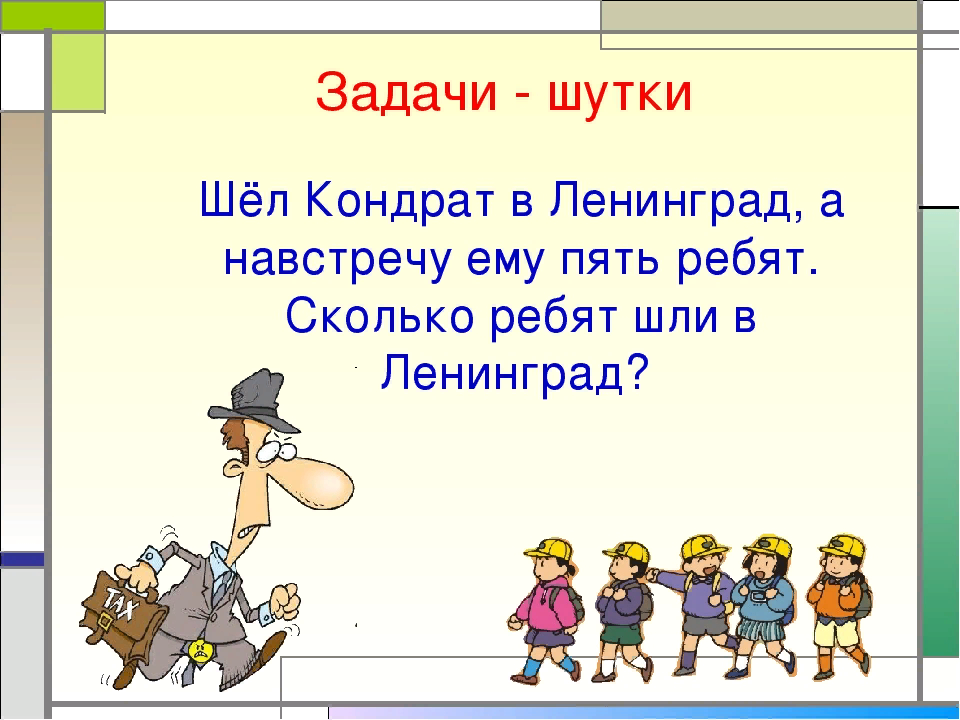 Задачи - шутки
Шёл Кондрат в Ленинград, а
навстречу ему пять ребят.
Сколько ребят шли в
Ленинград?
TAX